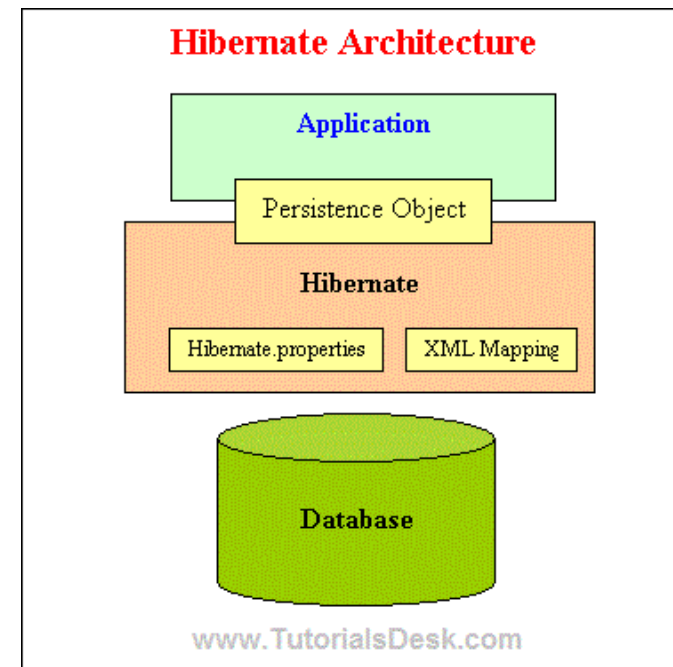 Hibernate Architecture
Application
Persistence Object
Hibernate
Hibernate.properties
XML Mapping
Database
www.TutorialsDesk.com